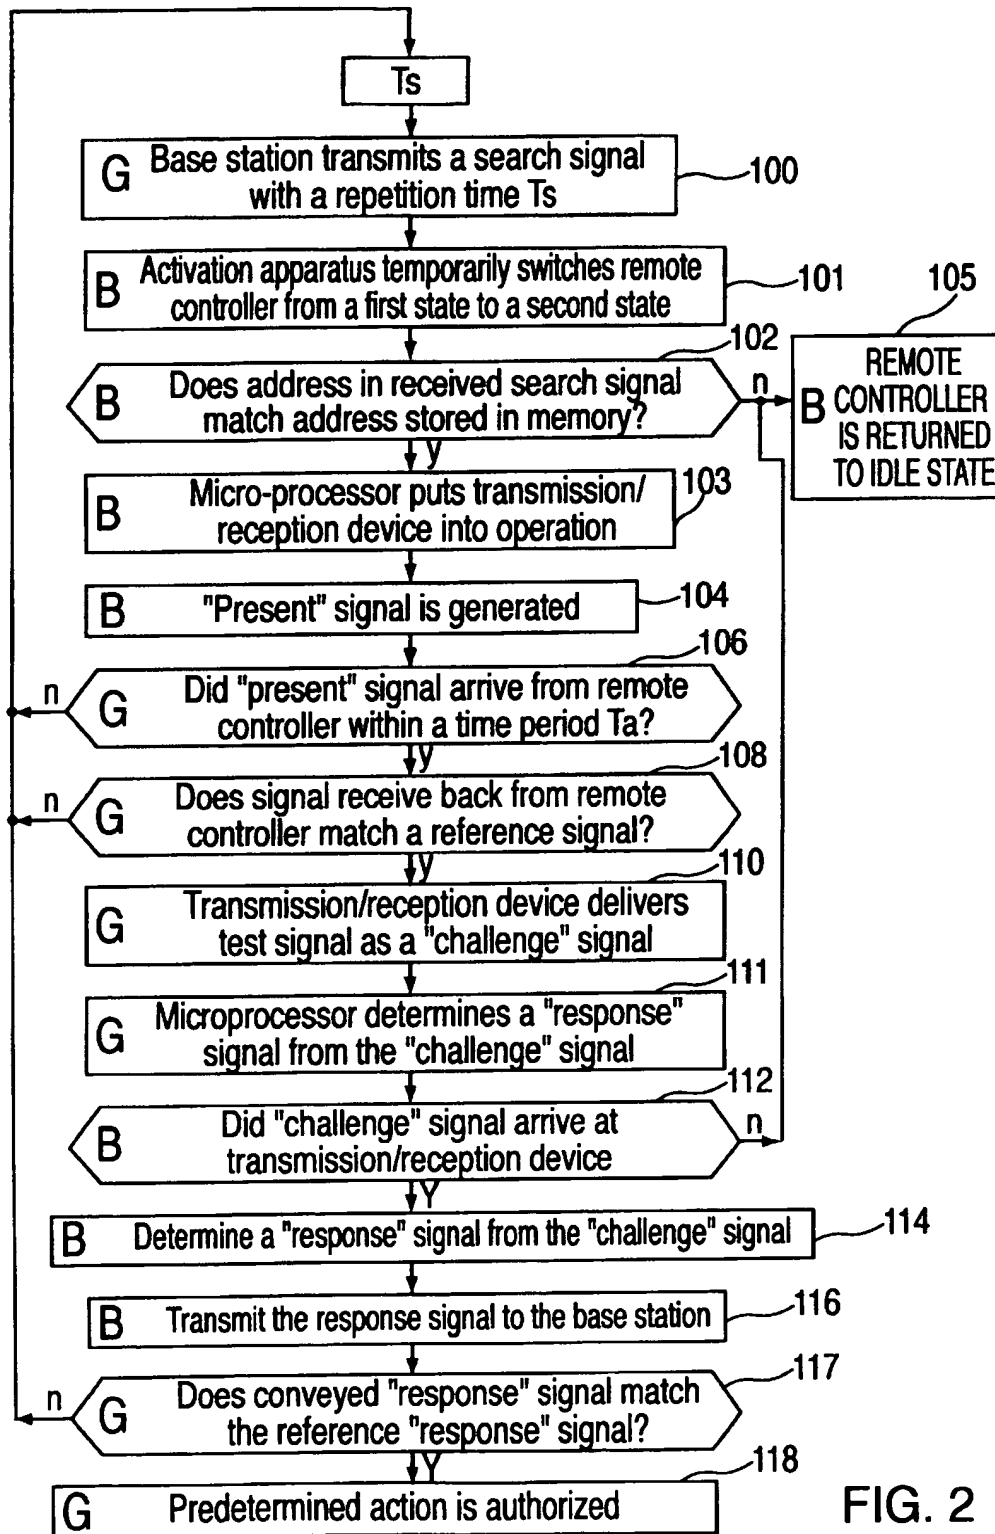 Ts
G Base station transmits a search signal
with a repetition time Ts
100
B Activation apparatus temporarily switches remote
controller from a first state to a second state
101
102
B Does address in received search signal
match address stored in memory?
n
y
105
B REMOTE
CONTROLLER
IS RETURNED
TO IDLE STATE
B Micro-processor puts transmission/
reception device into operation
103
B "Present" signal is generated
104
106
n
G Did "present" signal arrive from remote
controller within a time period Ta?
y
108
n
G Does signal receive back from remote
controller match a reference signal?
y
110
G Transmission/reception device delivers
test signal as a "challenge" signal
111
G Microprocessor determines a "response"
signal from the "challenge" signal
112
B Did "challenge" signal arrive at
transmission/reception device
n
Y
B Determine a "response" signal from the "challenge" signal
114
B Transmit the response signal to the base station
116
117
n
G Does conveyed "response" signal match
the reference "response" signal?
Y
118
G Predetermined action is authorized
FIG. 2